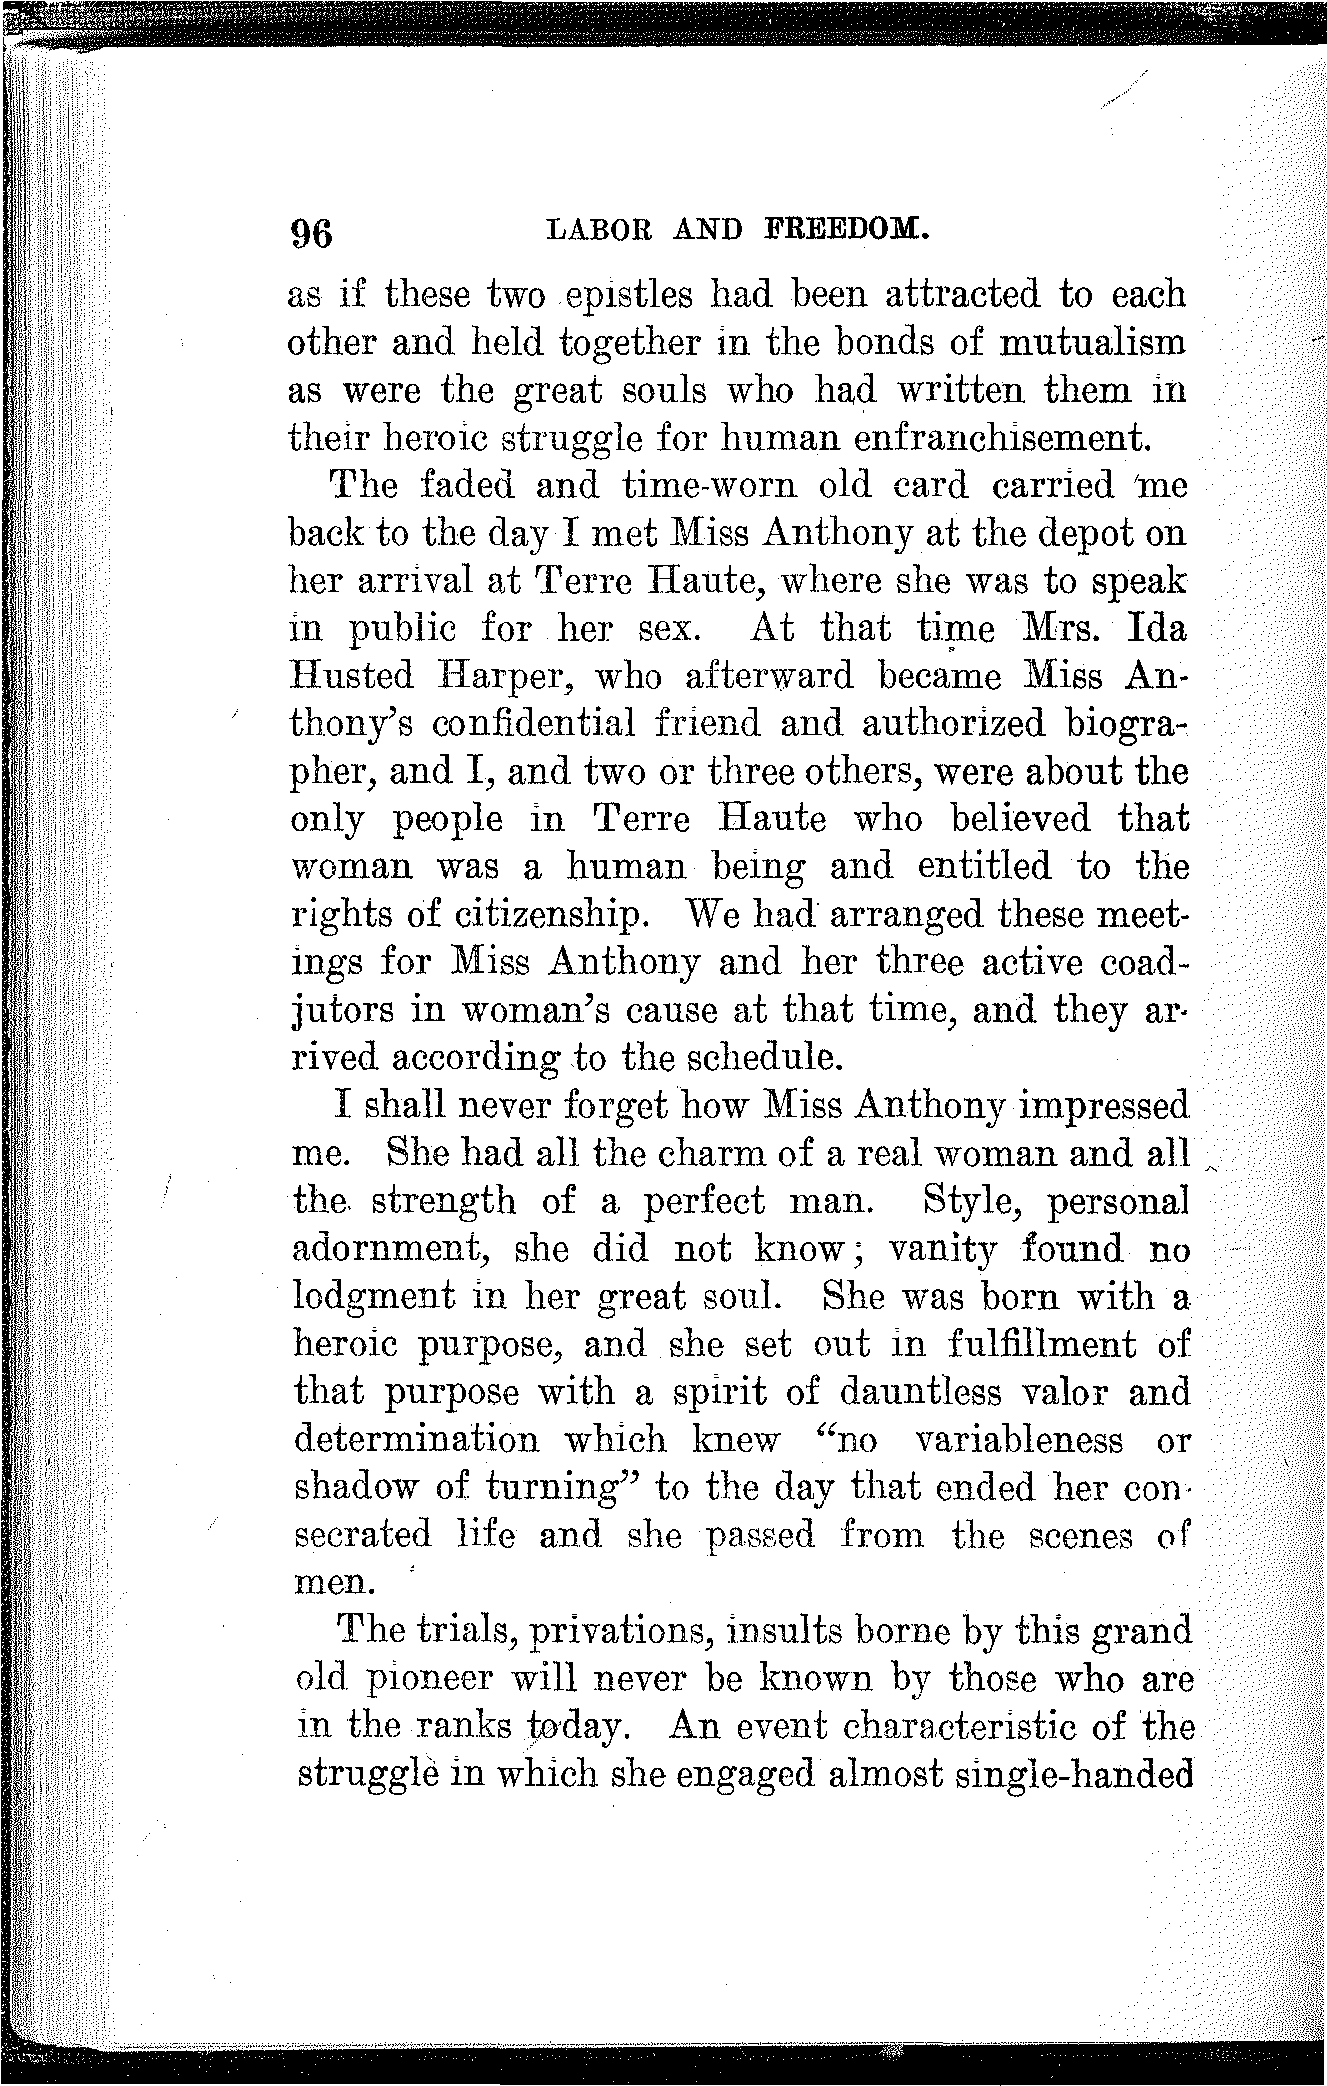 96 LABOR AND FREEDOM.
as if these two epistles had been attracted to each
other and held together in the bonds of mutualism
as were the great souls who had written them in
their heroic struggle for human enfranchisement.
The faded and time-worn old card carried me
back to the day I met Miss Anthony at the depot on
her arrival at Terre Haute, where she was to speak
in public for her sex. At that time Mrs. Ida
Husted Harper, who afterward became Miss An-
thony's confidential friend and authorized biogra-
pher, and I, and two or three others, were about the
only people in Terre Haute who believed that
woman was a human being and entitled to the
rights of citizenship. We had arranged these meet-
ings for Miss Anthony and her three active coad-
jutors in woman's cause at that time, and they ar-
rived according to the schedule.
I shall never forget how Miss Anthony impressed
me. She had all the charm of a real woman and all
the strength of a perfect man. Style, personal
adornment, she did not know; vanity found no
lodgment in her great soul. She was born with a
heroic purpose, and she set out in fulfillment of
that purpose with a spirit of dauntless valor and
determination which knew "no variableness or
shadow of turning" to the day that ended her con-
secrated life and she passed from the scenes of
men.
The trials, privations, insults borne by this grand
old pioneer will never be known by those who are
in the ranks today. An event characteristic of the
struggle in which she engaged almost single-handed